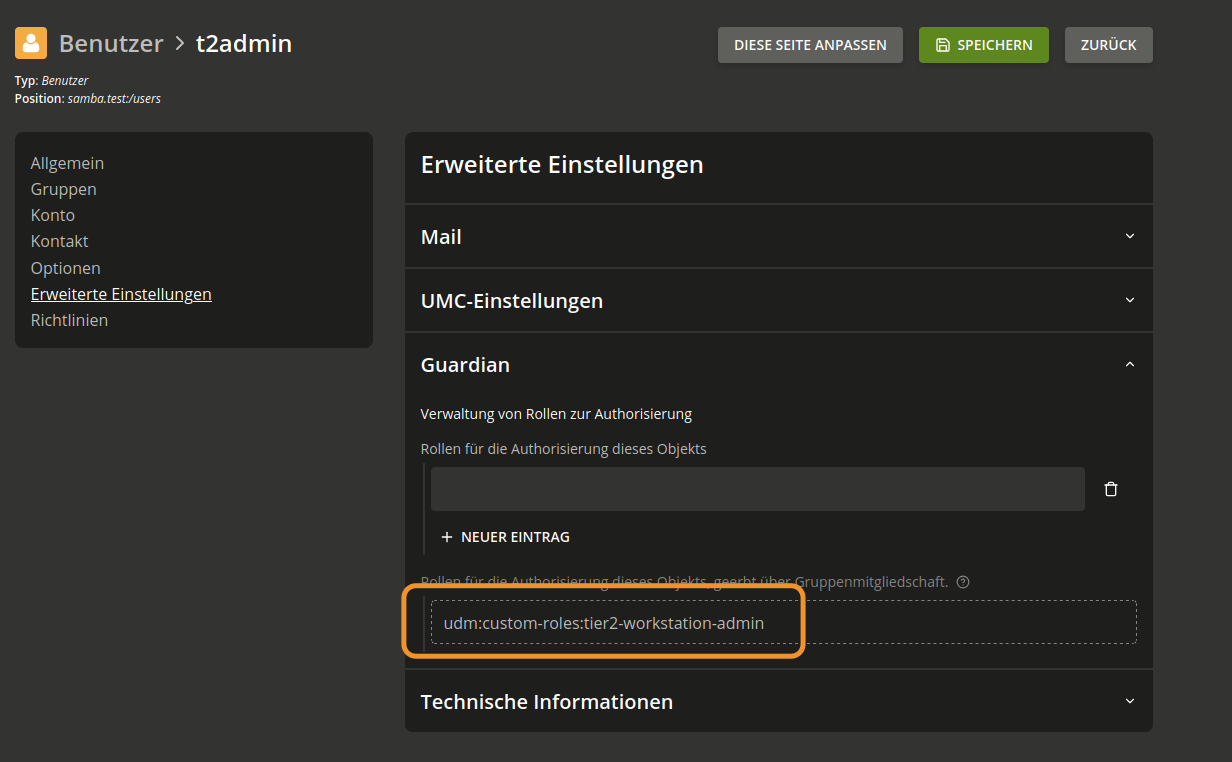 Benutzer > t2admin
DIESE SEITE ANPASSEN
SPEICHERN
ZURÜCK
Typ: Benutzer
Position: samba.test:/users
Allgemein
Gruppen
Konto
Kontakt
Optionen
Erweiterte Einstellungen
Richtlinien
Erweiterte Einstellungen
Mail
UMC-Einstellungen
Guardian
Verwaltung von Rollen zur Authorisierung
Rollen für die Authorisierung dieses Objekts
+ NEUER EINTRAG
Rollen für die Authorisierung dieses Objekts, geerbt über Gruppenmitgliedschaft. ?
udm:custom-roles:tier2-workstation-admin
Technische Informationen